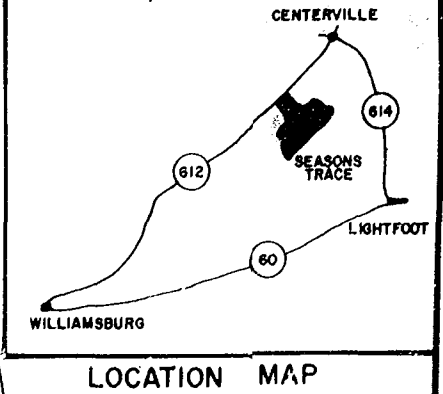 CENTERVILLE
614
SEASONS
TRACE
612
LIGHTFOOT
60
WILLIAMSBURG
LOCATION MAP